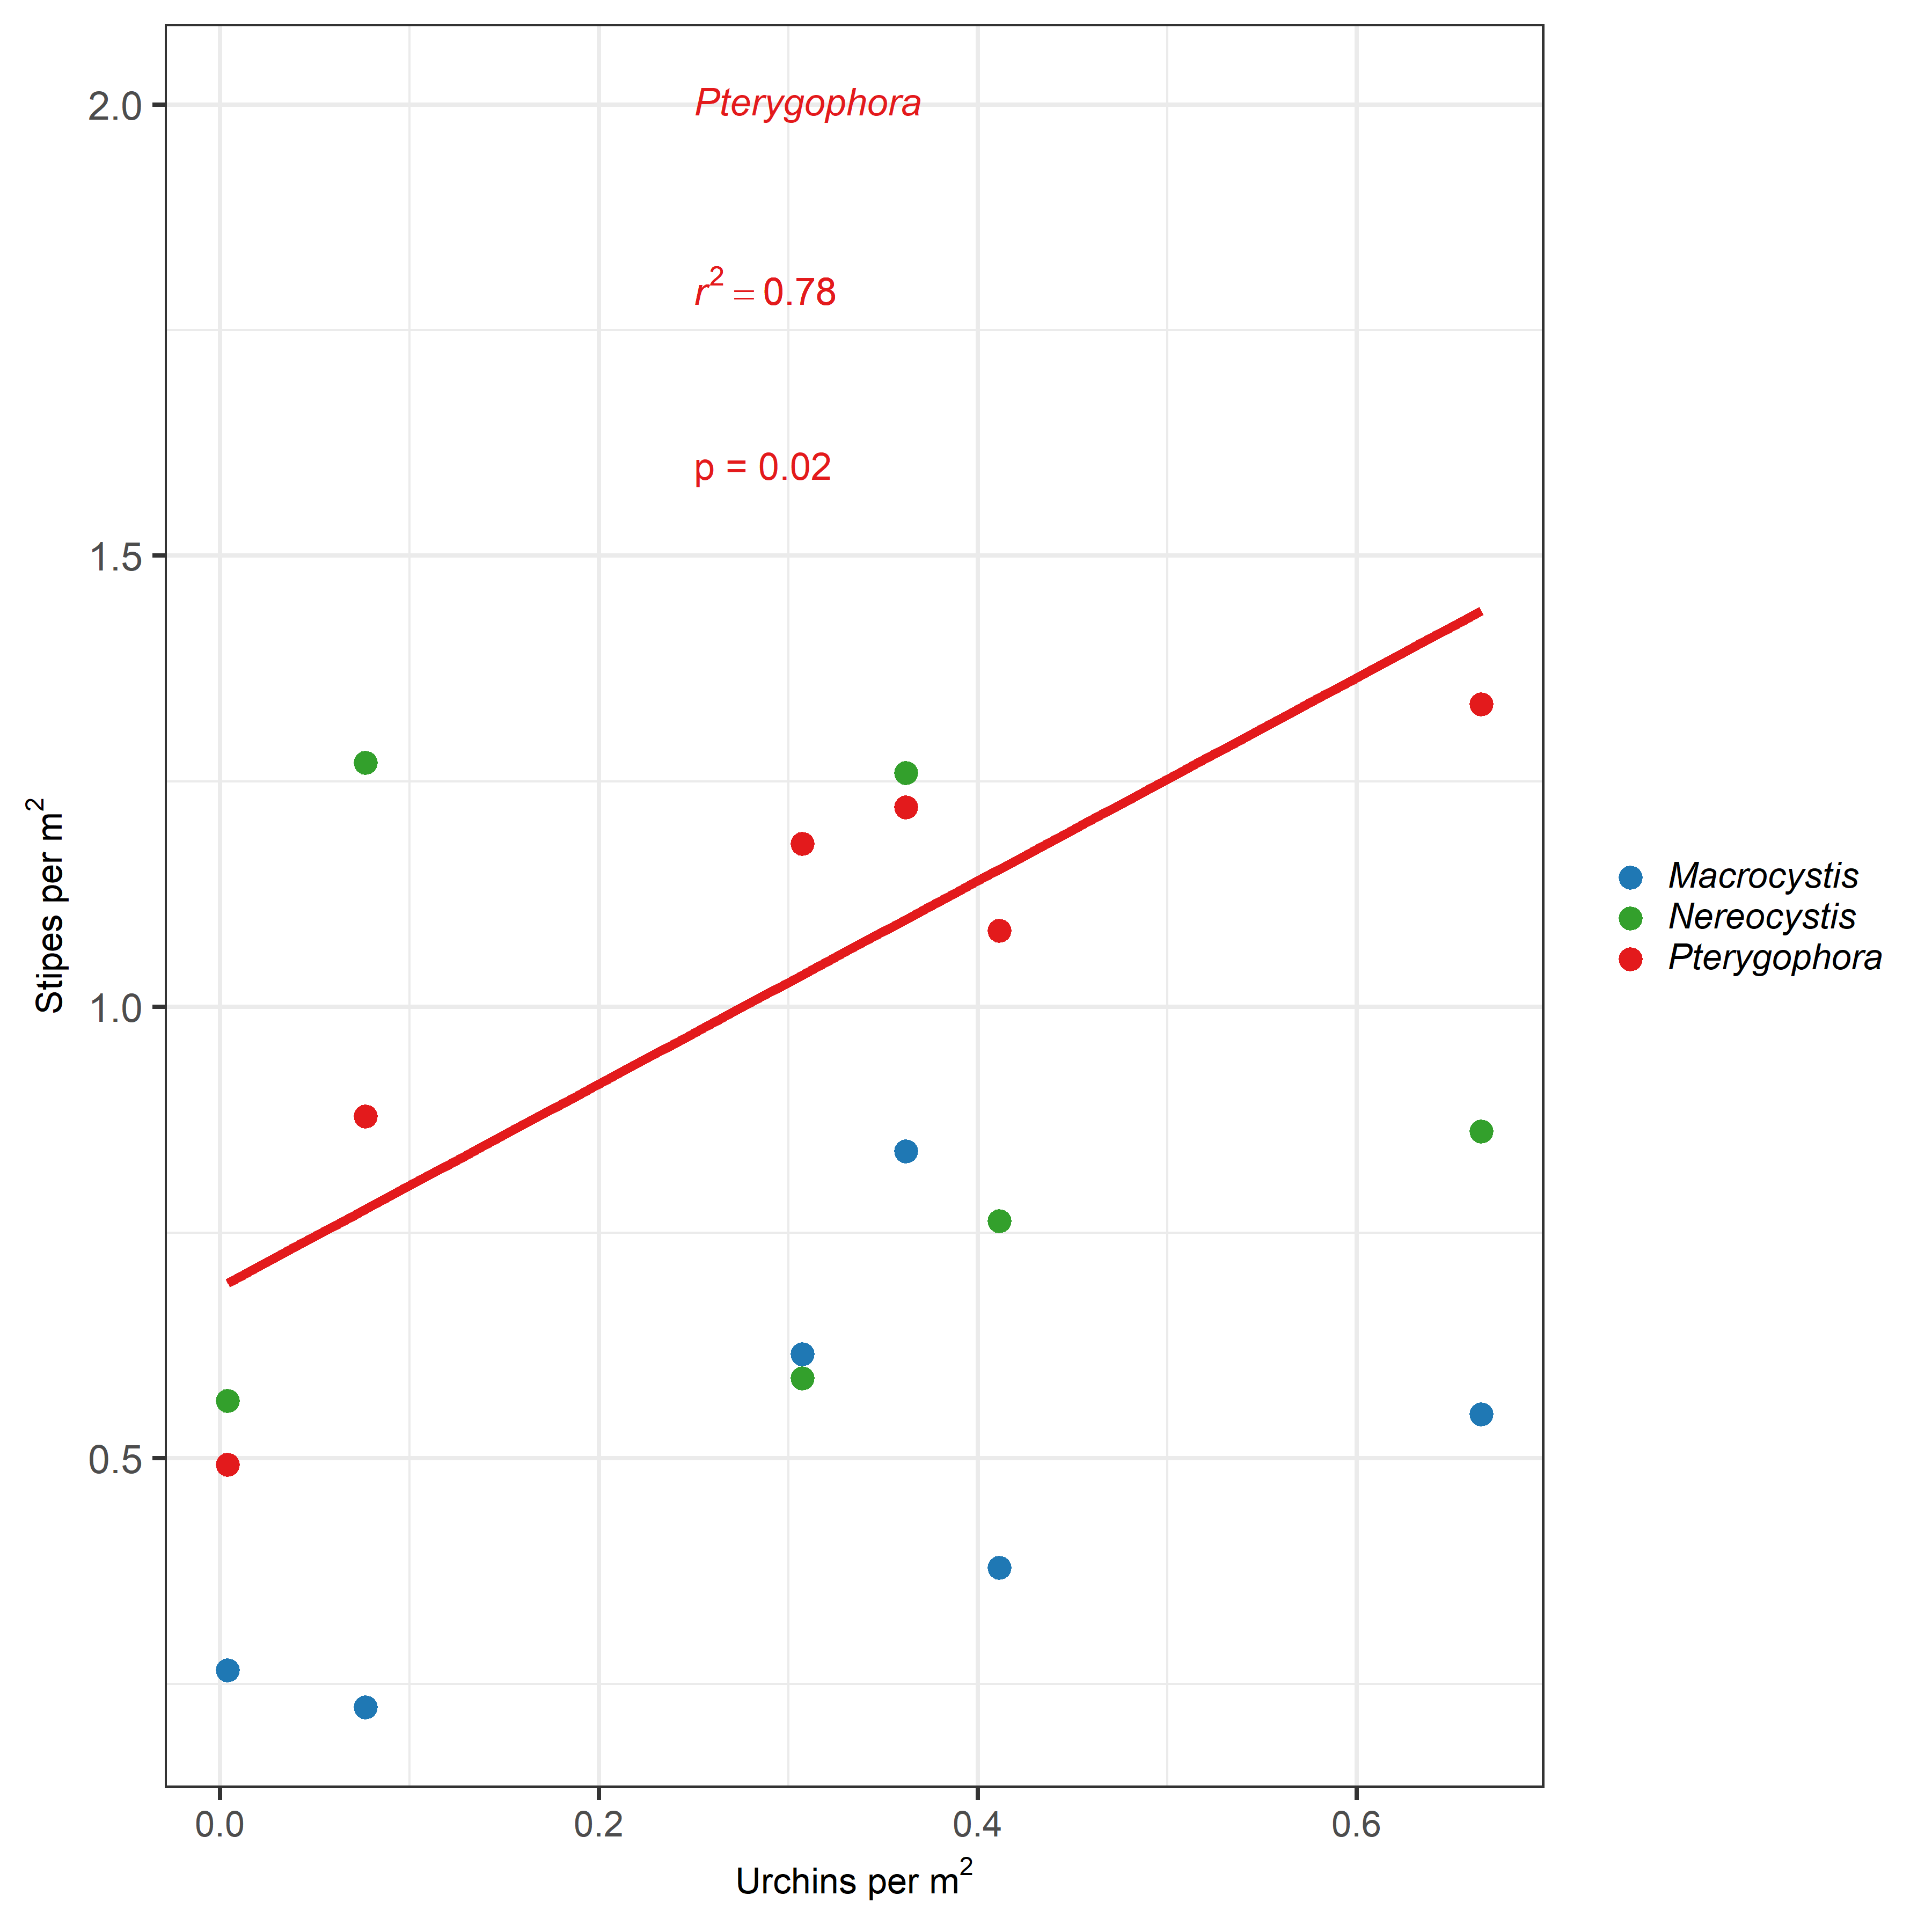 Pterygophora
r² = 0.78
p = 0.02
2.0
1.5
1.0
0.5
Stipes per m²
0.0 0.2 0.4 0.6
Urchins per m²
Macrocystis
Nereocystis
Pterygophora